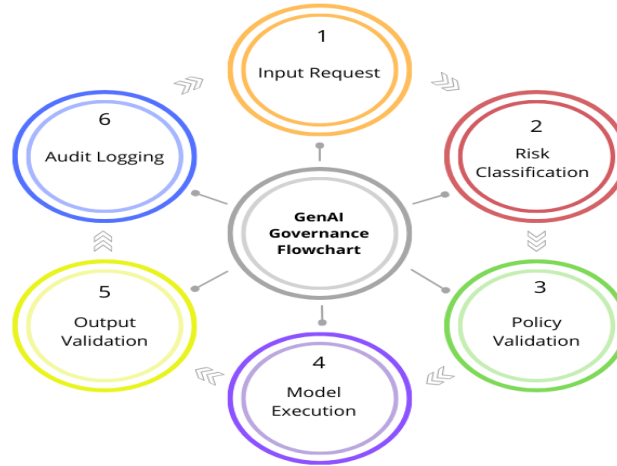 1
Input Request
2
Risk
Classification
3
Policy
Validation
4
Model
Execution
5
Output
Validation
6
Audit Logging
GenAI
Governance
Flowchart